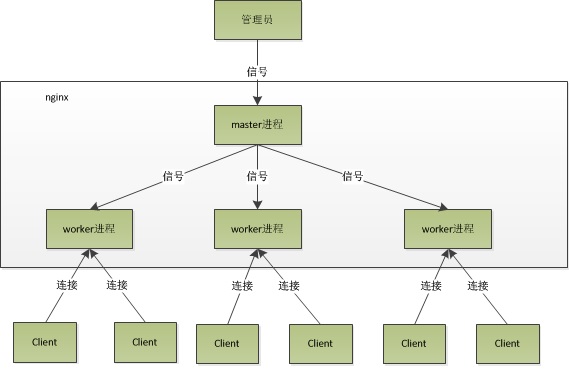 管理员
信号
nginx
master进程
信号
信号
信号
worker进程
worker进程
worker进程
连接
连接
连接
连接
连接
连接
Client
Client
Client
Client
Client
Client